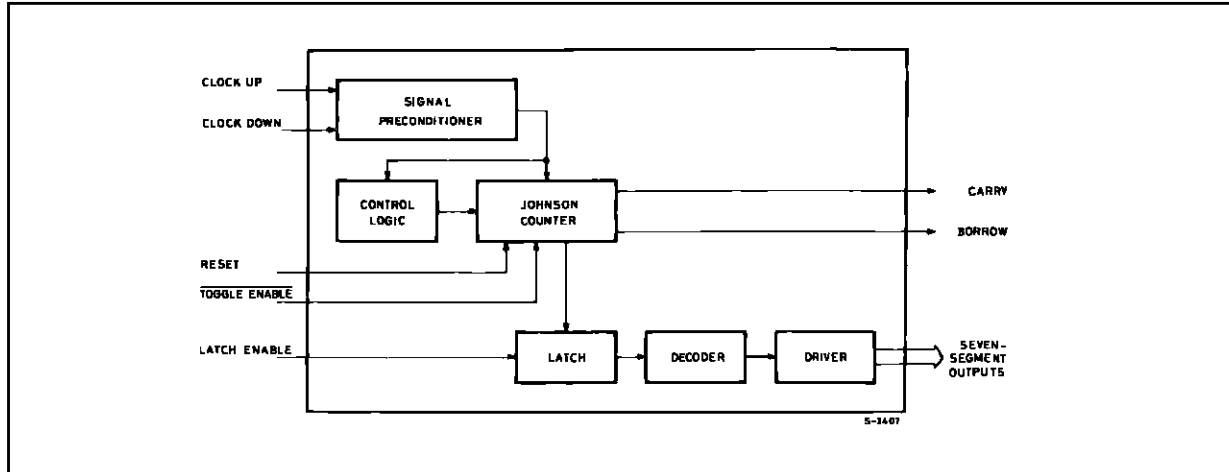 CLOCK UP
CLOCK DOWN
SIGNAL
PRECONDITIONER
CONTROL
LOGIC
JOHNSON
COUNTER
CARRY
BORROW
RESET
TOGGLE ENABLE
LATCH ENABLE
LATCH
DECODER
DRIVER
SEVEN-
SEGMENT
OUTPUTS
S-3407